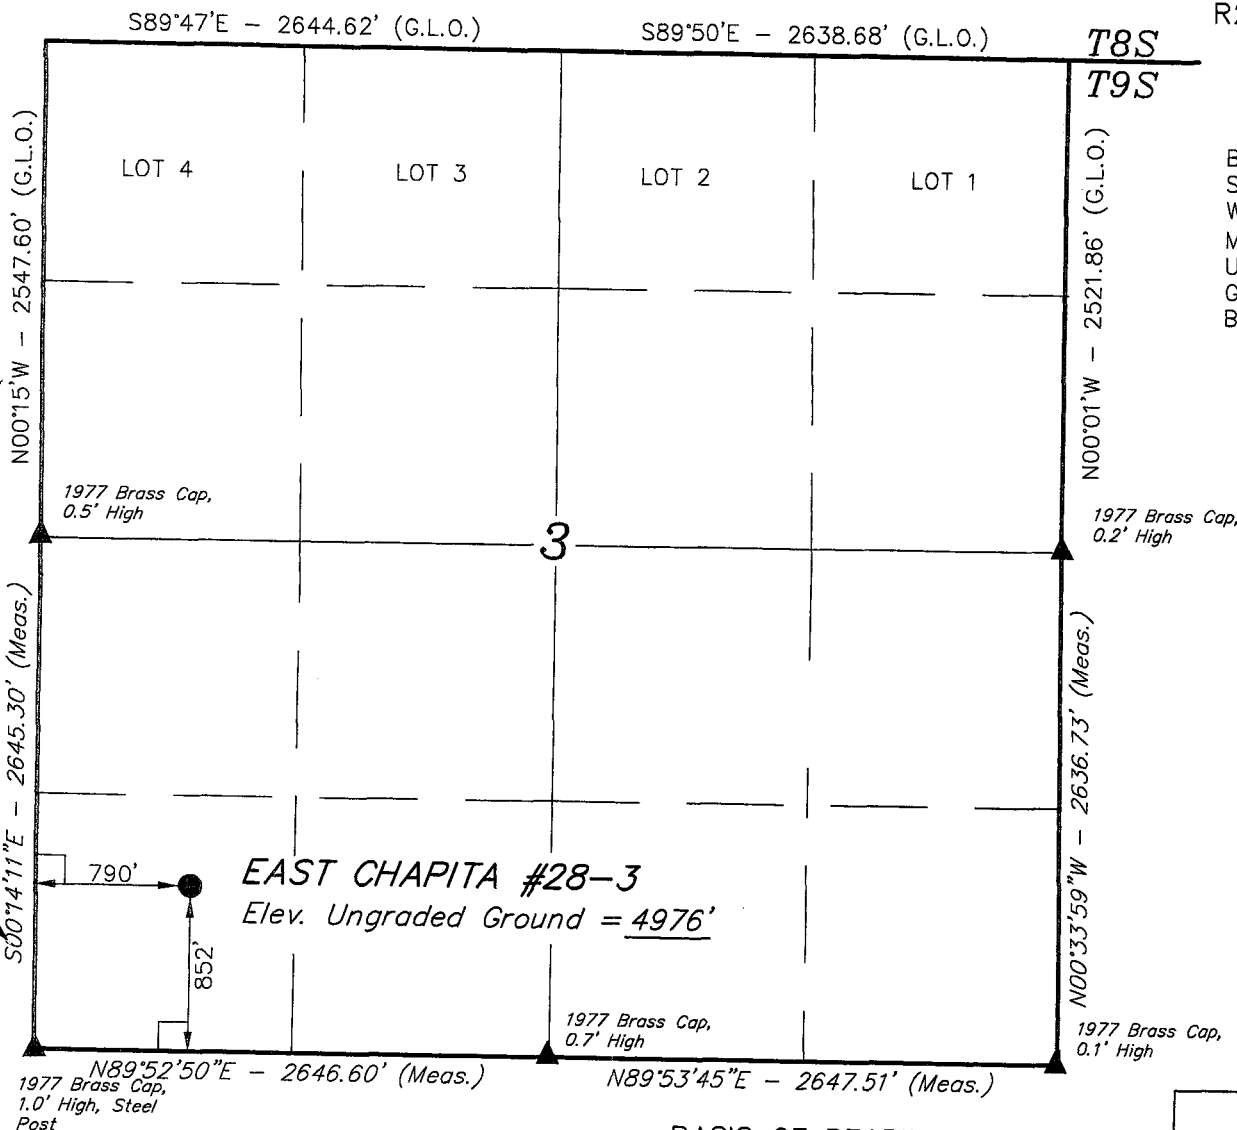 S89°47'E - 2644.62' (G.L.O.)
S89°50'E - 2638.68' (G.L.O.)
T8S
T9S
LOT 4
LOT 3
LOT 2
LOT 1
N00°15'W - 2547.60' (G.L.O.)
N00°01'W - 2521.86' (G.L.O.)
1977 Brass Cap,
0.5' High
3
1977 Brass Cap,
0.2' High
S00°14'11"E - 2645.30' (Meas.)
N00°33'59"W - 2636.73' (Meas.)
790'
EAST CHAPITA #28-3
Elev. Ungraded Ground = 4976'
852'
1977 Brass Cap,
0.7' High
1977 Brass Cap,
0.1' High
N89°52'50"E - 2646.60' (Meas.)
N89°53'45"E - 2647.51' (Meas.)
1977 Brass Cap,
1.0' High, Steel
Post